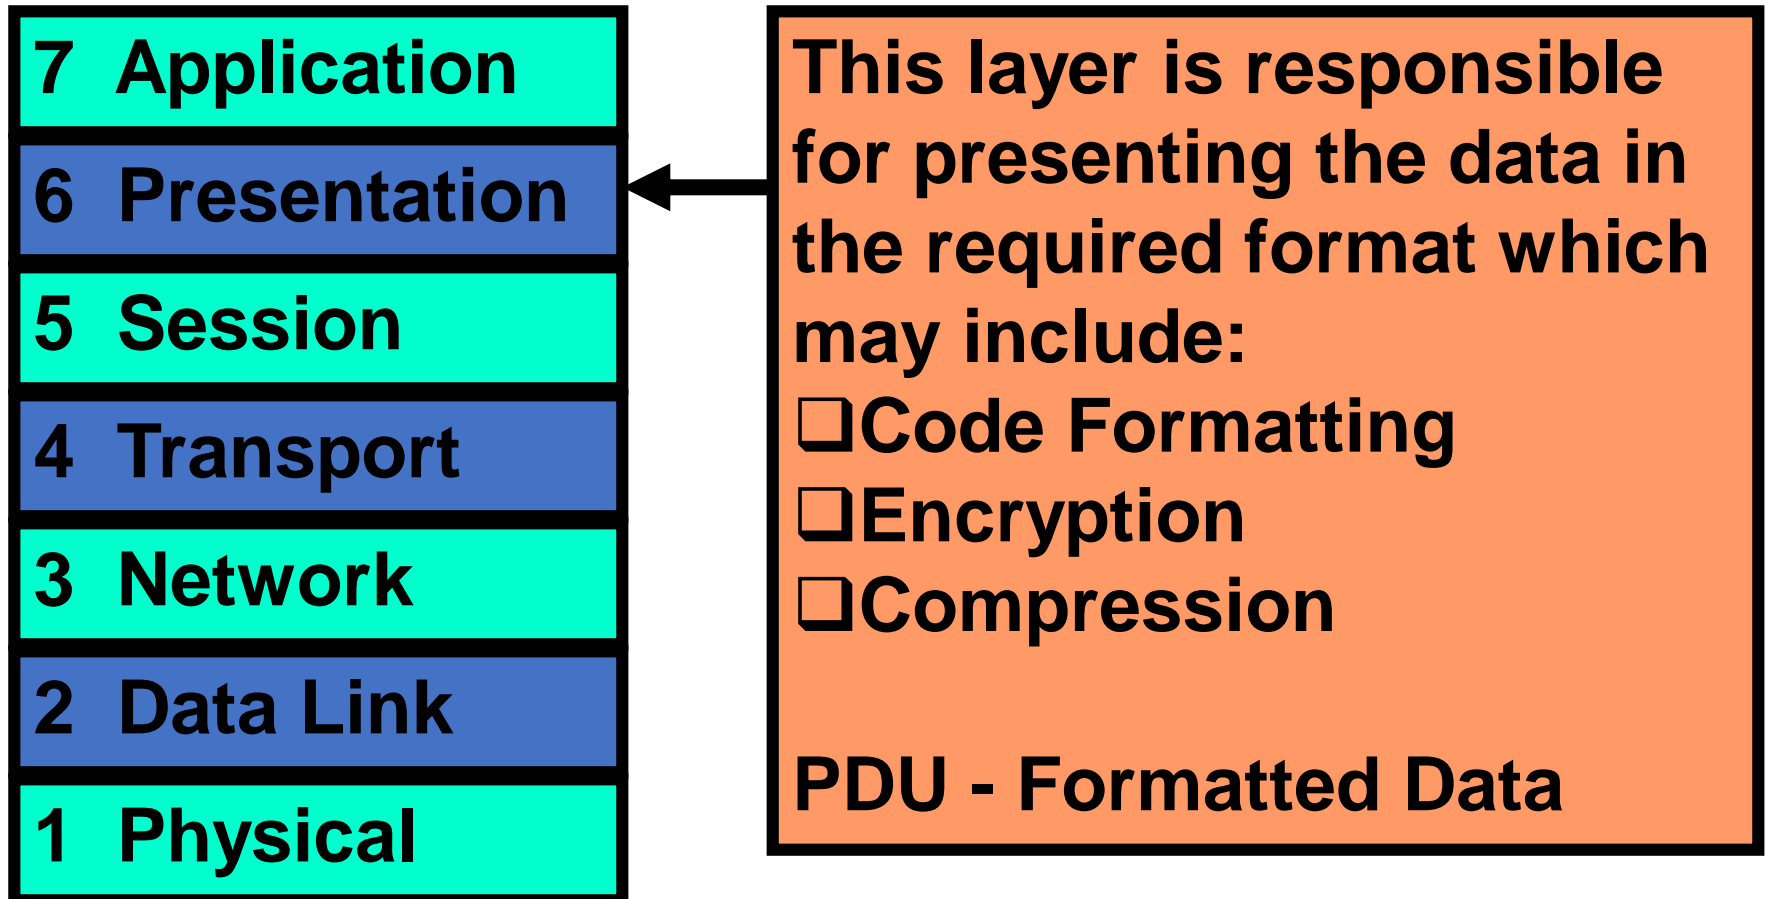 7 Application
6 Presentation
5 Session
4 Transport
3 Network
2 Data Link
1 Physical
This layer is responsible
for presenting the data in
the required format which
may include:
❑Code Formatting
❑Encryption
❑Compression
PDU - Formatted Data